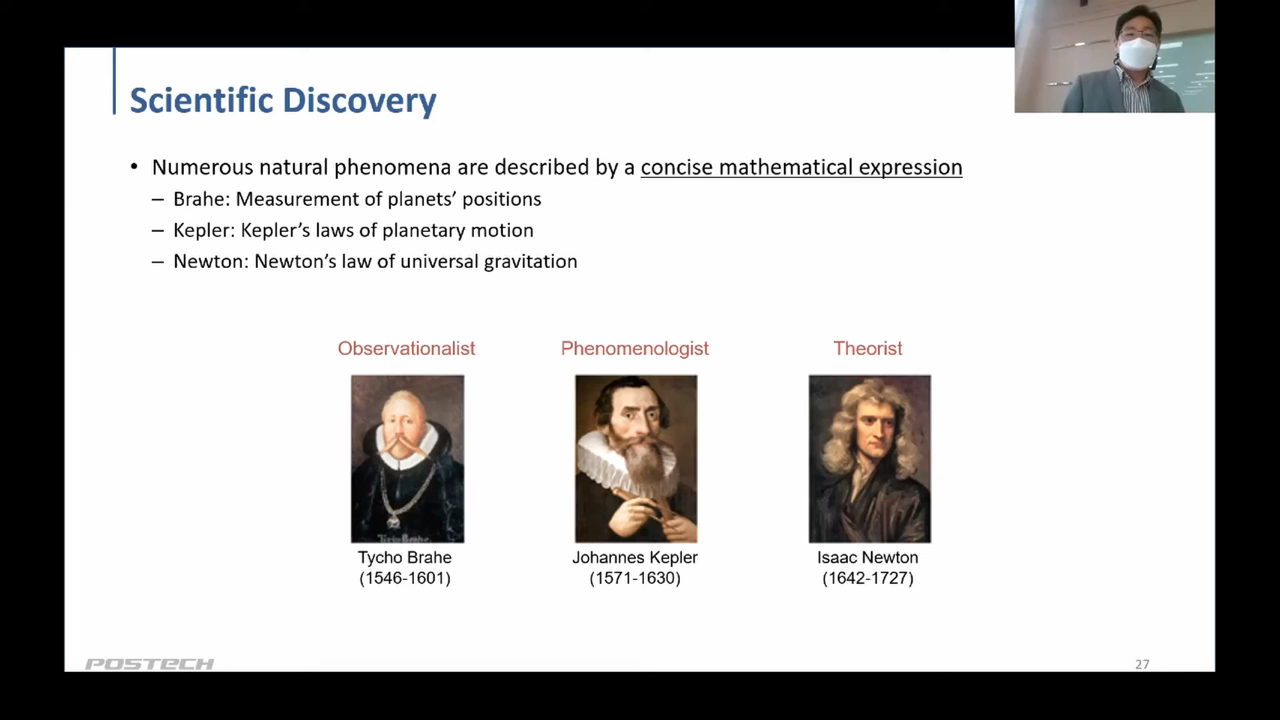 Scientific Discovery
• Numerous natural phenomena are described by a concise mathematical expression
– Brahe: Measurement of planets’ positions
– Kepler: Kepler’s laws of planetary motion
– Newton: Newton’s law of universal gravitation
Observationalist Phenomenologist Theorist
Tycho Brahe
Tycho Brahe Johannes Kepler Isaac Newton
(1546-1601) (1571-1630) (1642-1727)
POSTECH 27